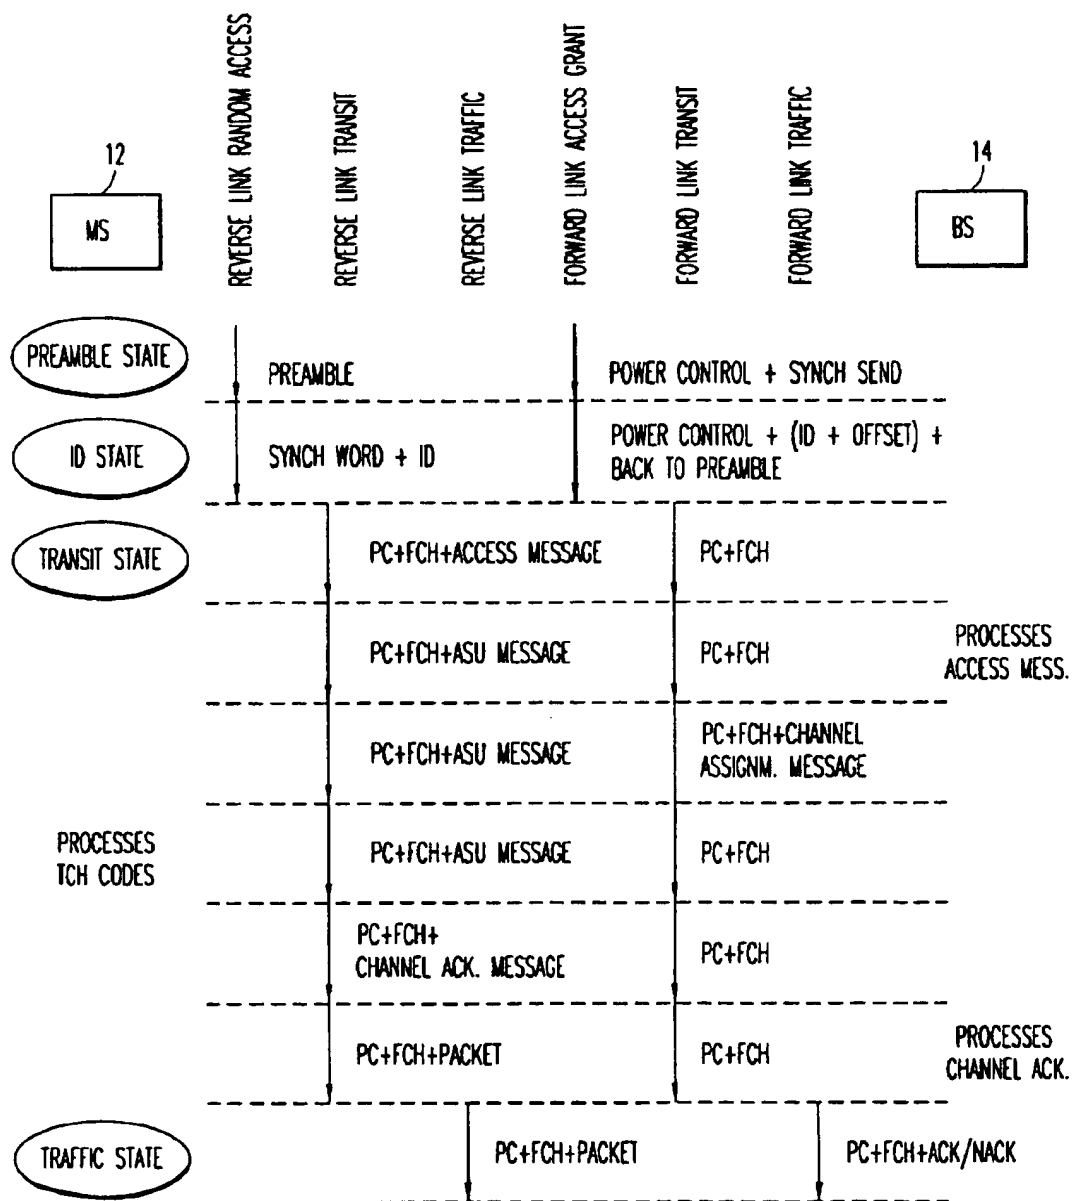 12
MS
REVERSE LINK RANDOM ACCESS
REVERSE LINK TRANSIT
REVERSE LINK TRAFFIC
FORWARD LINK ACCESS GRANT
FORWARD LINK TRANSIT
FORWARD LINK TRAFFIC
14
BS
PREAMBLE STATE
PREAMBLE
POWER CONTROL + SYNCH SEND
ID STATE
SYNCH WORD + ID
POWER CONTROL + (ID + OFFSET) +
BACK TO PREAMBLE
TRANSIT STATE
PC+FCH+ACCESS MESSAGE
PC+FCH
PC+FCH+ASU MESSAGE
PC+FCH
PROCESSES
ACCESS MESS.
PC+FCH+ASU MESSAGE
PC+FCH+CHANNEL
ASSIGNM. MESSAGE
PROCESSES
TCH CODES
PC+FCH+ASU MESSAGE
PC+FCH
PC+FCH+
CHANNEL ACK. MESSAGE
PC+FCH
PC+FCH+PACKET
PC+FCH
PROCESSES
CHANNEL ACK.
TRAFFIC STATE
PC+FCH+PACKET
PC+FCH+ACK/NACK